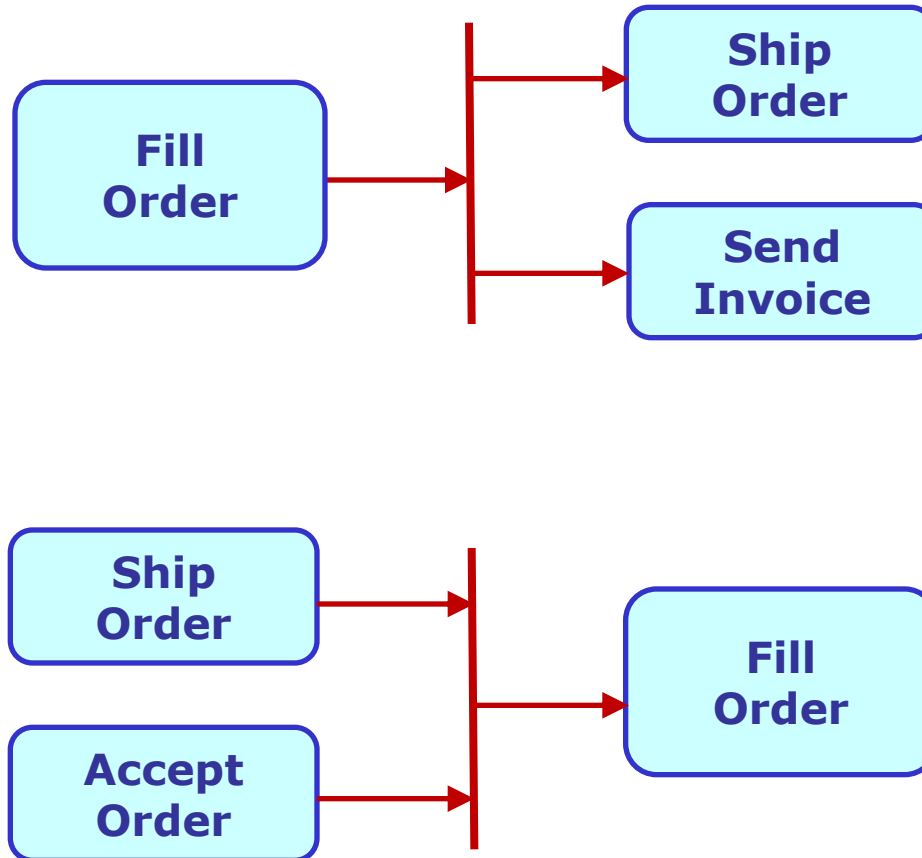 Fill
Order
Ship
Order
Send
Invoice
Ship
Order
Accept
Order
Fill
Order